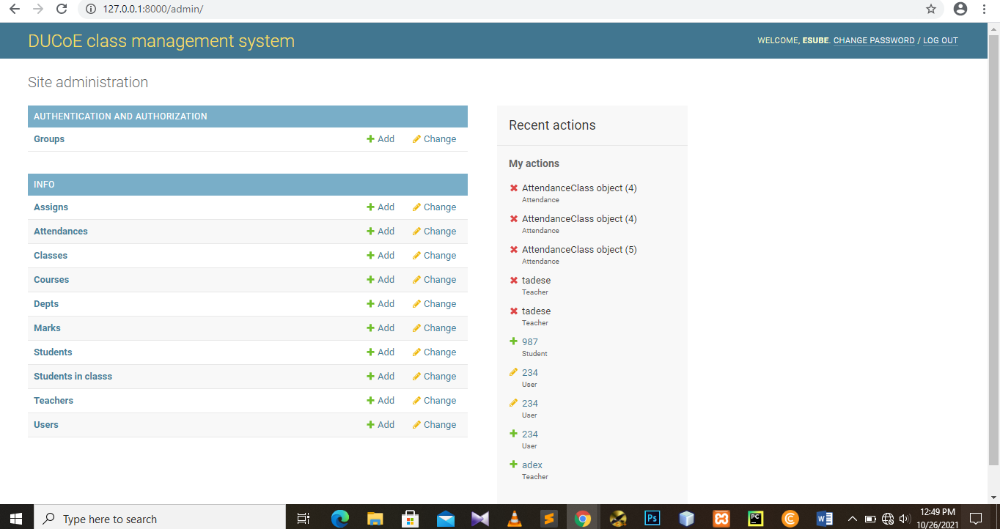 127.0.0.1:8000/admin/
DUCoE class management system
WELCOME, ESUBE. CHANGE PASSWORD / LOG OUT
Site administration
AUTHENTICATION AND AUTHORIZATION
Groups Add Change
INFO
Assigns Add Change
Attendances Add Change
Classes Add Change
Courses Add Change
Depts Add Change
Marks Add Change
Students Add Change
Students in classs Add Change
Teachers Add Change
Users Add Change
Recent actions
My actions
AttendanceClass object (4)
Attendance
AttendanceClass object (4)
Attendance
AttendanceClass object (5)
Attendance
tadese
Teacher
tadese
Teacher
987
Student
234
User
234
User
234
User
adex
Teacher
Type here to search
Ps
PC
W
12:49 PM
10/26/2021